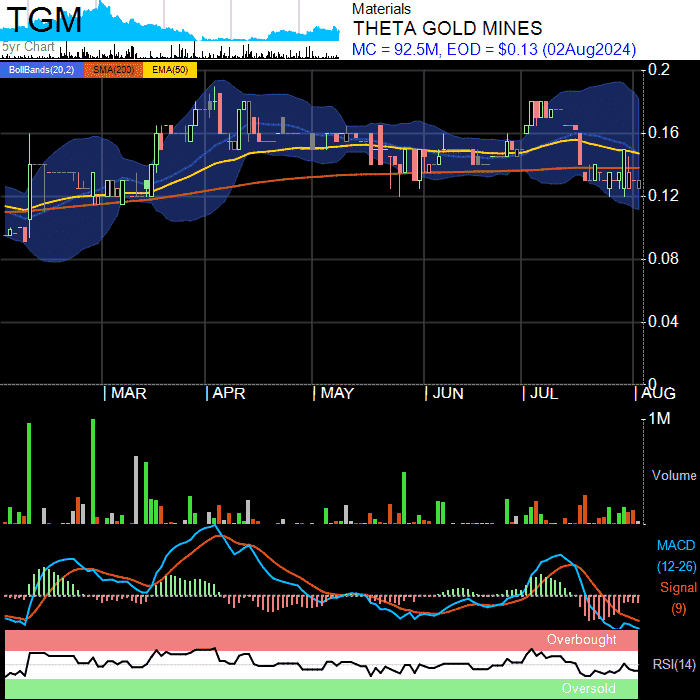 TGM
5yr Chart
Materials
THETA GOLD MINES
MC = 92.5M, EOD = $0.13 (02Aug2024)
BollBands(20,2) SMA(200) EMA(50)
0.2
0.16
0.12
0.08
0.04
0
MAR APR MAY JUN JUL AUG
1M
Volume
MACD
(12-26)
Signal
(9)
Overbought
RSI(14)
Oversold